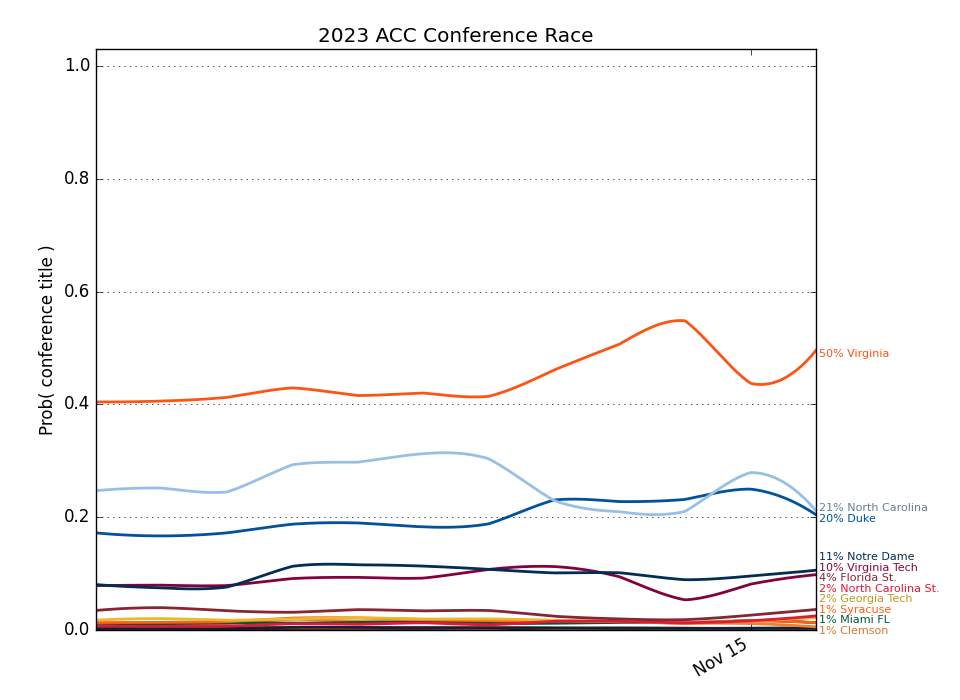 2023 ACC Conference Race
Prob( conference title )
1.0
0.8
0.6
0.4
0.2
0.0
50% Virginia
21% North Carolina
20% Duke
11% Notre Dame
10% Virginia Tech
4% Florida St.
2% North Carolina St.
2% Georgia Tech
1% Syracuse
1% Miami FL
1% Clemson
Nov 15